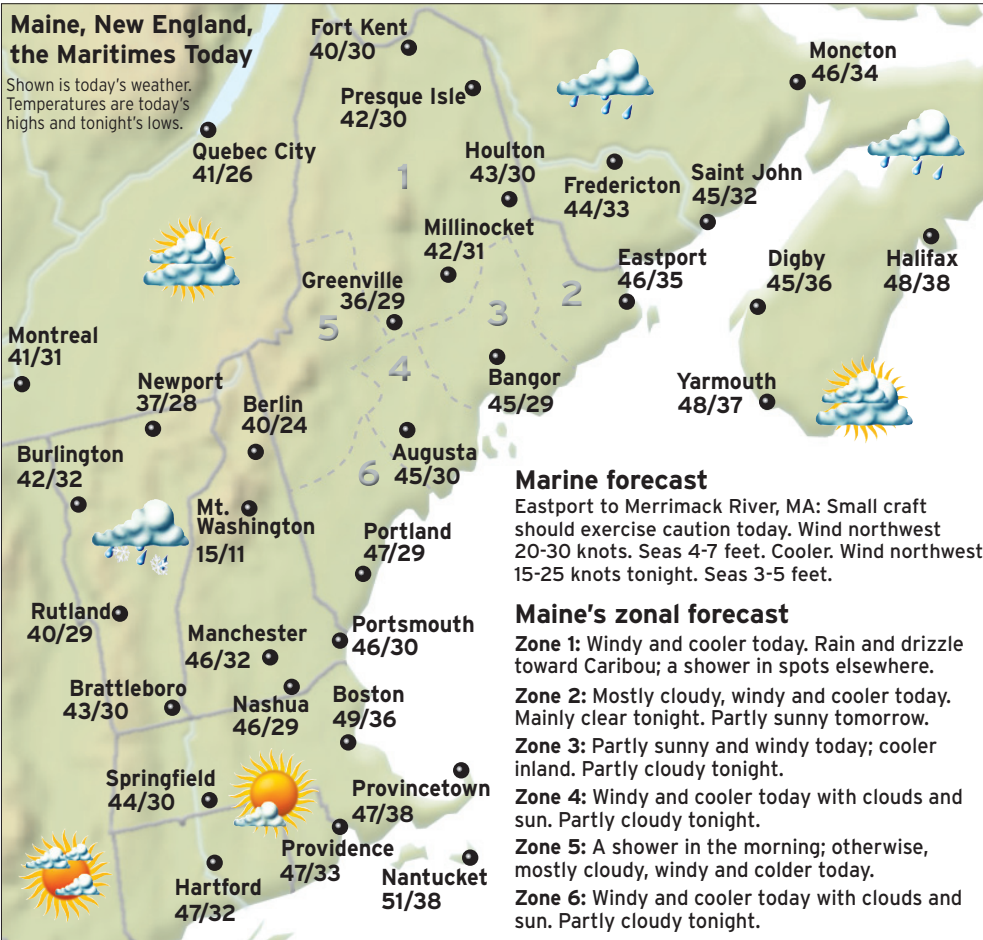 Maine, New England,
the Maritimes Today
Shown is today's weather.
Temperatures are today's
highs and tonight's lows.
Fort Kent
40/30
Moncton
46/34
Presque Isle
42/30
Quebec City
41/26
Houlton
43/30
1
Fredericton
44/33
Saint John
45/32
Millinocket
42/31
Greenville
36/29
Eastport
46/35
Digby
45/36
Halifax
48/38
2
3
5
4
Montreal
41/31
Newport
37/28
Berlin
40/24
Bangor
45/29
Yarmouth
48/37
Burlington
42/32
Augusta
45/30
6
Mt.
Washington
15/11
Portland
47/29
Rutland
40/29
Manchester
46/32
Portsmouth
46/30
Brattleboro
43/30
Nashua
46/29
Boston
49/36
Springfield
44/30
Provincetown
47/38
Providence
47/33
Hartford
47/32
Nantucket
51/38
Marine forecast
Eastport to Merrimack River, MA: Small craft
should exercise caution today. Wind northwest
20-30 knots. Seas 4-7 feet. Cooler. Wind northwest
15-25 knots tonight. Seas 3-5 feet.
Maine's zonal forecast
Zone 1: Windy and cooler today. Rain and drizzle
toward Caribou; a shower in spots elsewhere.
Zone 2: Mostly cloudy, windy and cooler today.
Mainly clear tonight. Partly sunny tomorrow.
Zone 3: Partly sunny and windy today; cooler
inland. Partly cloudy tonight.
Zone 4: Windy and cooler today with clouds and
sun. Partly cloudy tonight.
Zone 5: A shower in the morning; otherwise,
mostly cloudy, windy and colder today.
Zone 6: Windy and cooler today with clouds and
sun. Partly cloudy tonight.